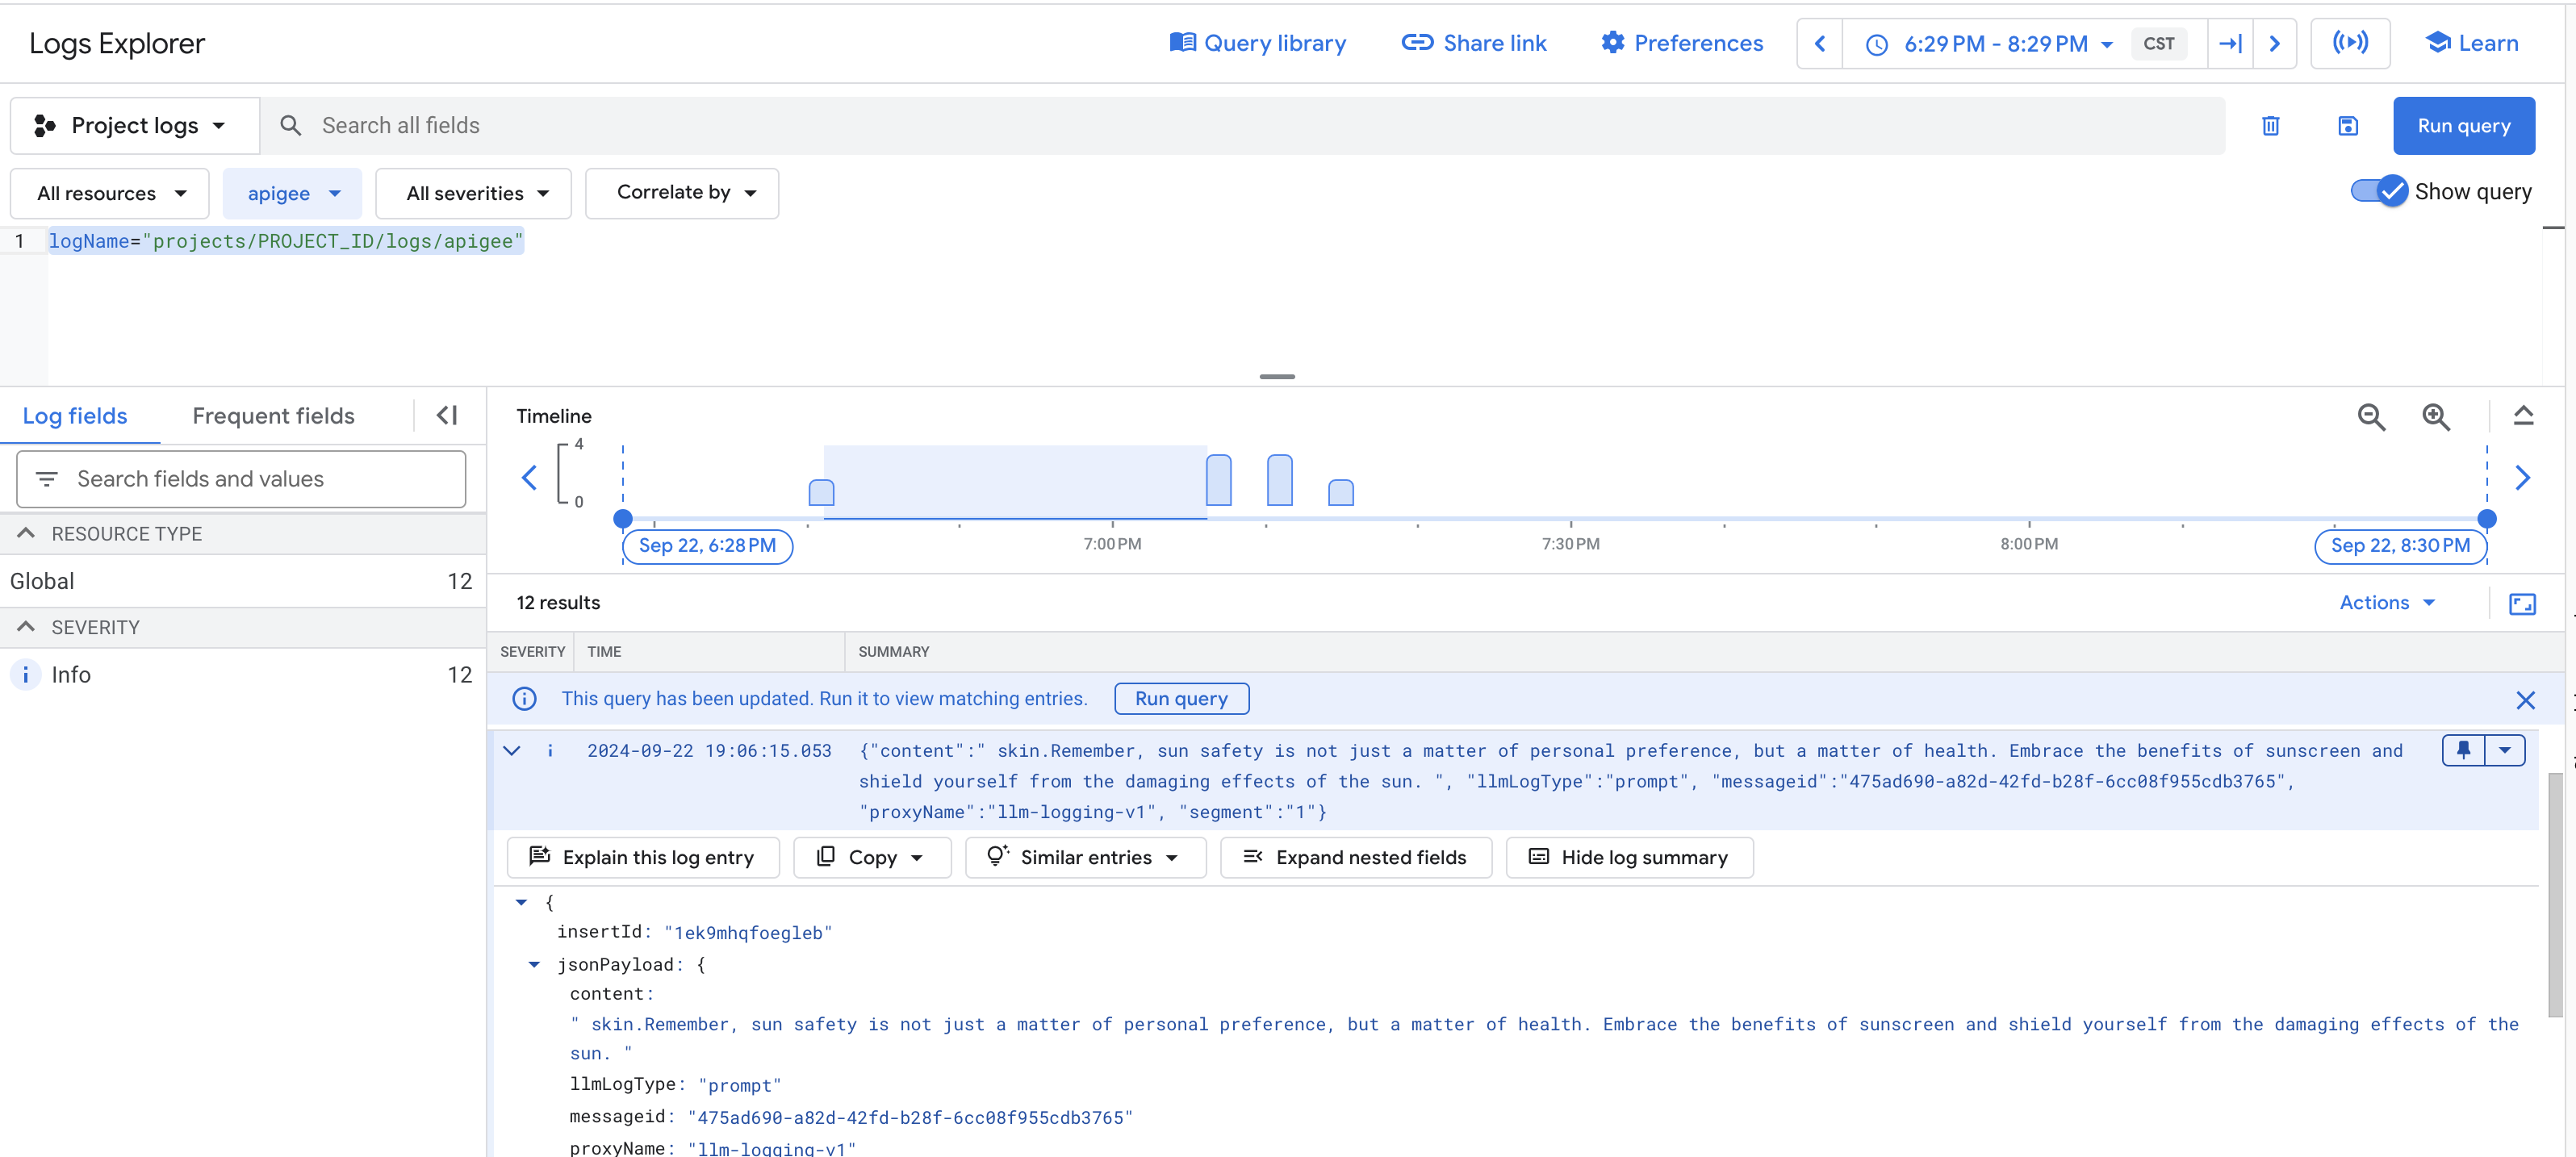 Logs Explorer
Query library
Share link
Preferences
6:29 PM - 8:29 PM
CST
Learn
Project logs
Search all fields
Run query
All resources
apigee
All severities
Correlate by
Show query
1
logName="projects/PROJECT_ID/logs/apigee"
Log fields
Frequent fields
Search fields and values
RESOURCE TYPE
Global 12
SEVERITY
Info 12
Timeline
4
0
Sep 22, 6:28 PM
7:00 PM
7:30 PM
8:00 PM
Sep 22, 8:30 PM
12 results
Actions
SEVERITY TIME SUMMARY
This query has been updated. Run it to view matching entries.
Run query
2024-09-22 19:06:15.053 {"content":" skin.Remember, sun safety is not just a matter of personal preference, but a matter of health. Embrace the benefits of sunscreen and
shield yourself from the damaging effects of the sun. ", "llmLogType":"prompt", "messageid":"475ad690-a82d-42fd-b28f-6cc08f955cdb3765",
"proxyName":"llm-logging-v1", "segment":"1"}
Explain this log entry
Copy
Similar entries
Expand nested fields
Hide log summary
{
insertId: "1ek9mhqfoegleb"
jsonPayload: {
content:
" skin.Remember, sun safety is not just a matter of personal preference, but a matter of health. Embrace the benefits of sunscreen and shield yourself from the damaging effects of the
sun. "
llmLogType: "prompt"
messageid: "475ad690-a82d-42fd-b28f-6cc08f955cdb3765"
proxyName: "llm-logging-v1"